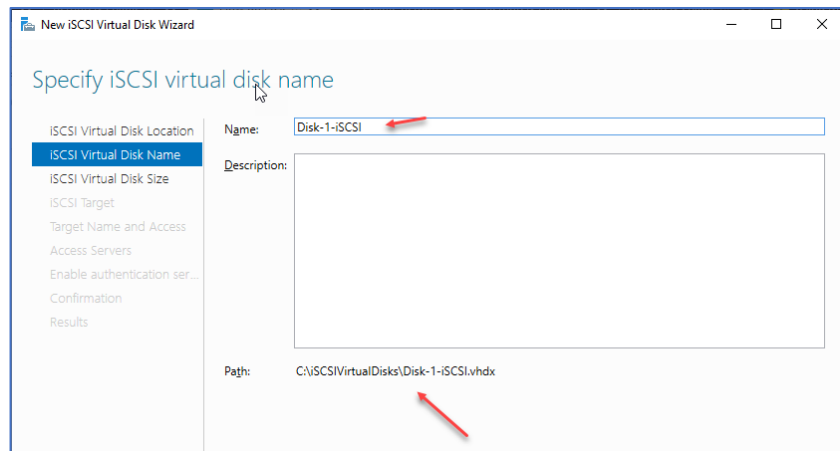 New iSCSI Virtual Disk Wizard
Specify iSCSI virtual disk name
iSCSI Virtual Disk Location
iSCSI Virtual Disk Name
iSCSI Virtual Disk Size
iSCSI Target
Target Name and Access
Access Servers
Enable authentication ser...
Confirmation
Results
Name: Disk-1-iSCSI
Description:
Path: C:\iSCSIVirtualDisks\Disk-1-iSCSI.vhdx